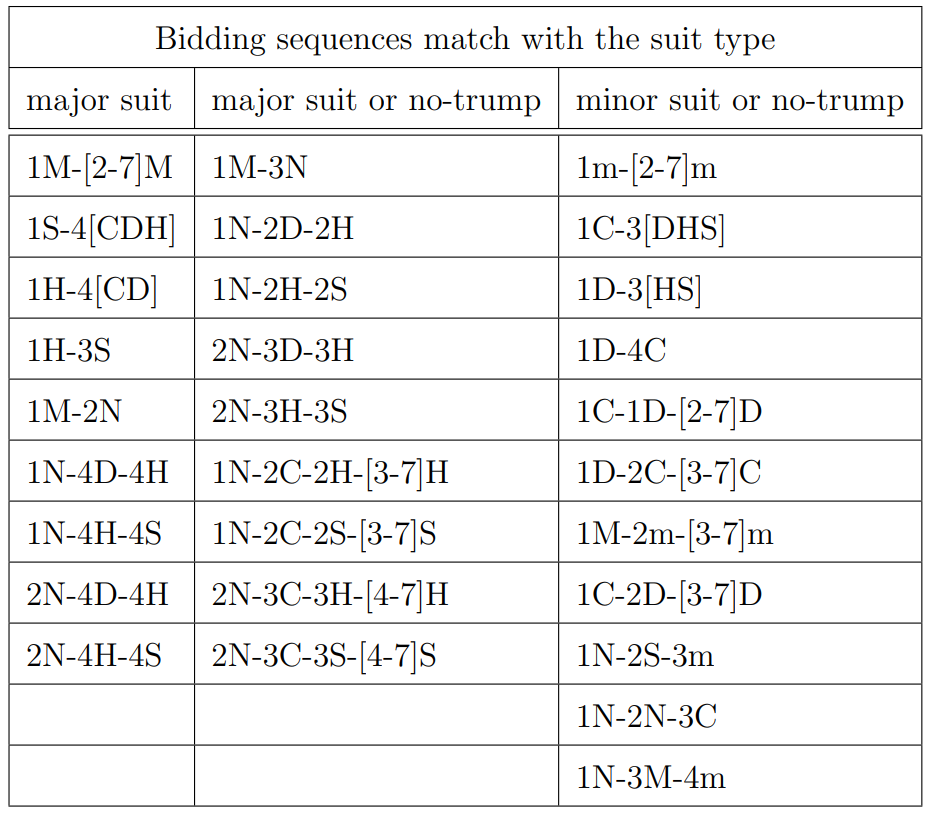 Bidding sequences match with the suit type
major suit | major suit or no-trump | minor suit or no-trump
1M-[2-7]M | 1M-3N | 1m-[2-7]m
1S-4[CDH] | 1N-2D-2H | 1C-3[DHS]
1H-4[CD] | 1N-2H-2S | 1D-3[HS]
1H-3S | 2N-3D-3H | 1D-4C
1M-2N | 2N-3H-3S | 1C-1D-[2-7]D
1N-4D-4H | 1N-2C-2H-[3-7]H | 1D-2C-[3-7]C
1N-4H-4S | 1N-2C-2S-[3-7]S | 1M-2m-[3-7]m
2N-4D-4H | 2N-3C-3H-[4-7]H | 1C-2D-[3-7]D
2N-4H-4S | 2N-3C-3S-[4-7]S | 1N-2S-3m
1N-2N-3C
1N-3M-4m